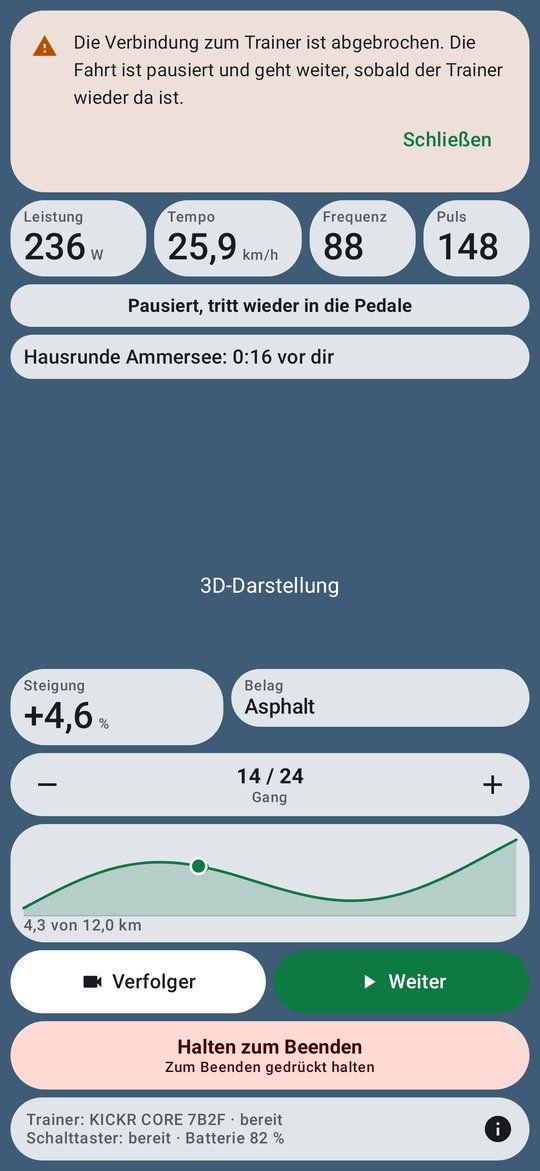 Die Verbindung zum Trainer ist abgebrochen. Die
Fahrt ist pausiert und geht weiter, sobald der Trainer
wieder da ist.
Schließen
Leistung
236 W
Tempo
25,9 km/h
Frequenz
88
Puls
148
Pausiert, tritt wieder in die Pedale
Hausrunde Ammersee: 0:16 vor dir
3D-Darstellung
Steigung
+4,6 %
Belag
Asphalt
− 14 / 24 +
Gang
4,3 von 12,0 km
Verfolger
Weiter
Halten zum Beenden
Zum Beenden gedrückt halten
Trainer: KICKR CORE 7B2F · bereit
Schalttaster: bereit · Batterie 82 %